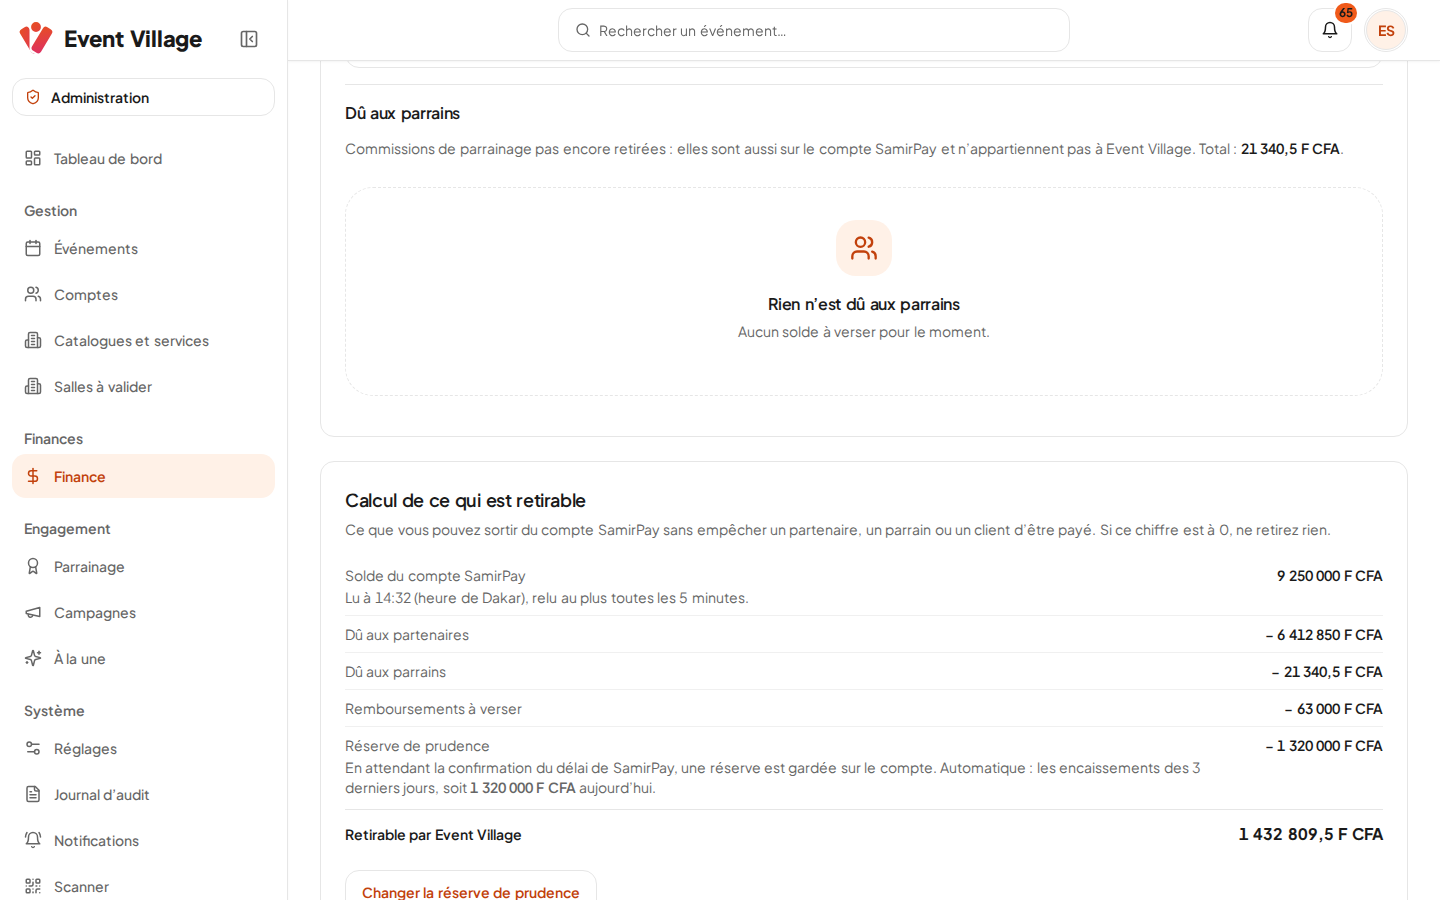 Event Village
Rechercher un événement…
65
ES
Administration
Tableau de bord
Gestion
Événements
Comptes
Catalogues et services
Salles à valider
Finances
Finance
Engagement
Parrainage
Campagnes
À la une
Système
Réglages
Journal d’audit
Notifications
Scanner
Dû aux parrains
Commissions de parrainage pas encore retirées : elles sont aussi sur le compte SamirPay et n’appartiennent pas à Event Village. Total : 21 340,5 F CFA.
Rien n’est dû aux parrains
Aucun solde à verser pour le moment.
Calcul de ce qui est retirable
Ce que vous pouvez sortir du compte SamirPay sans empêcher un partenaire, un parrain ou un client d’être payé. Si ce chiffre est à 0, ne retirez rien.
Solde du compte SamirPay 9 250 000 F CFA
Lu à 14:32 (heure de Dakar), relu au plus toutes les 5 minutes.
Dû aux partenaires – 6 412 850 F CFA
Dû aux parrains – 21 340,5 F CFA
Remboursements à verser – 63 000 F CFA
Réserve de prudence – 1 320 000 F CFA
En attendant la confirmation du délai de SamirPay, une réserve est gardée sur le compte. Automatique : les encaissements des 3
derniers jours, soit 1 320 000 F CFA aujourd’hui.
Retirable par Event Village 1 432 809,5 F CFA
Changer la réserve de prudence